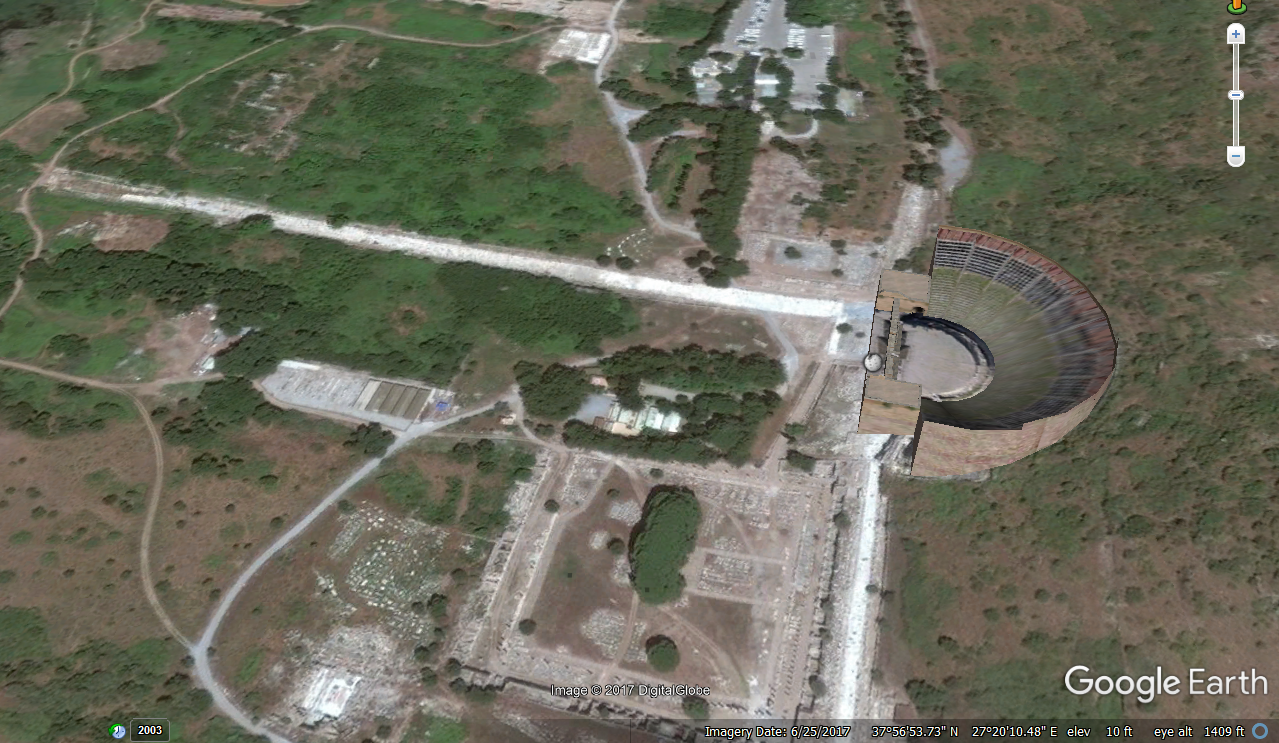 Image © 2017 DigitalGlobe
Google Earth
2003
Imagery Date: 6/25/2017 37°56'53.73" N 27°20'10.48" E elev 10 ft eye alt 1409 ft